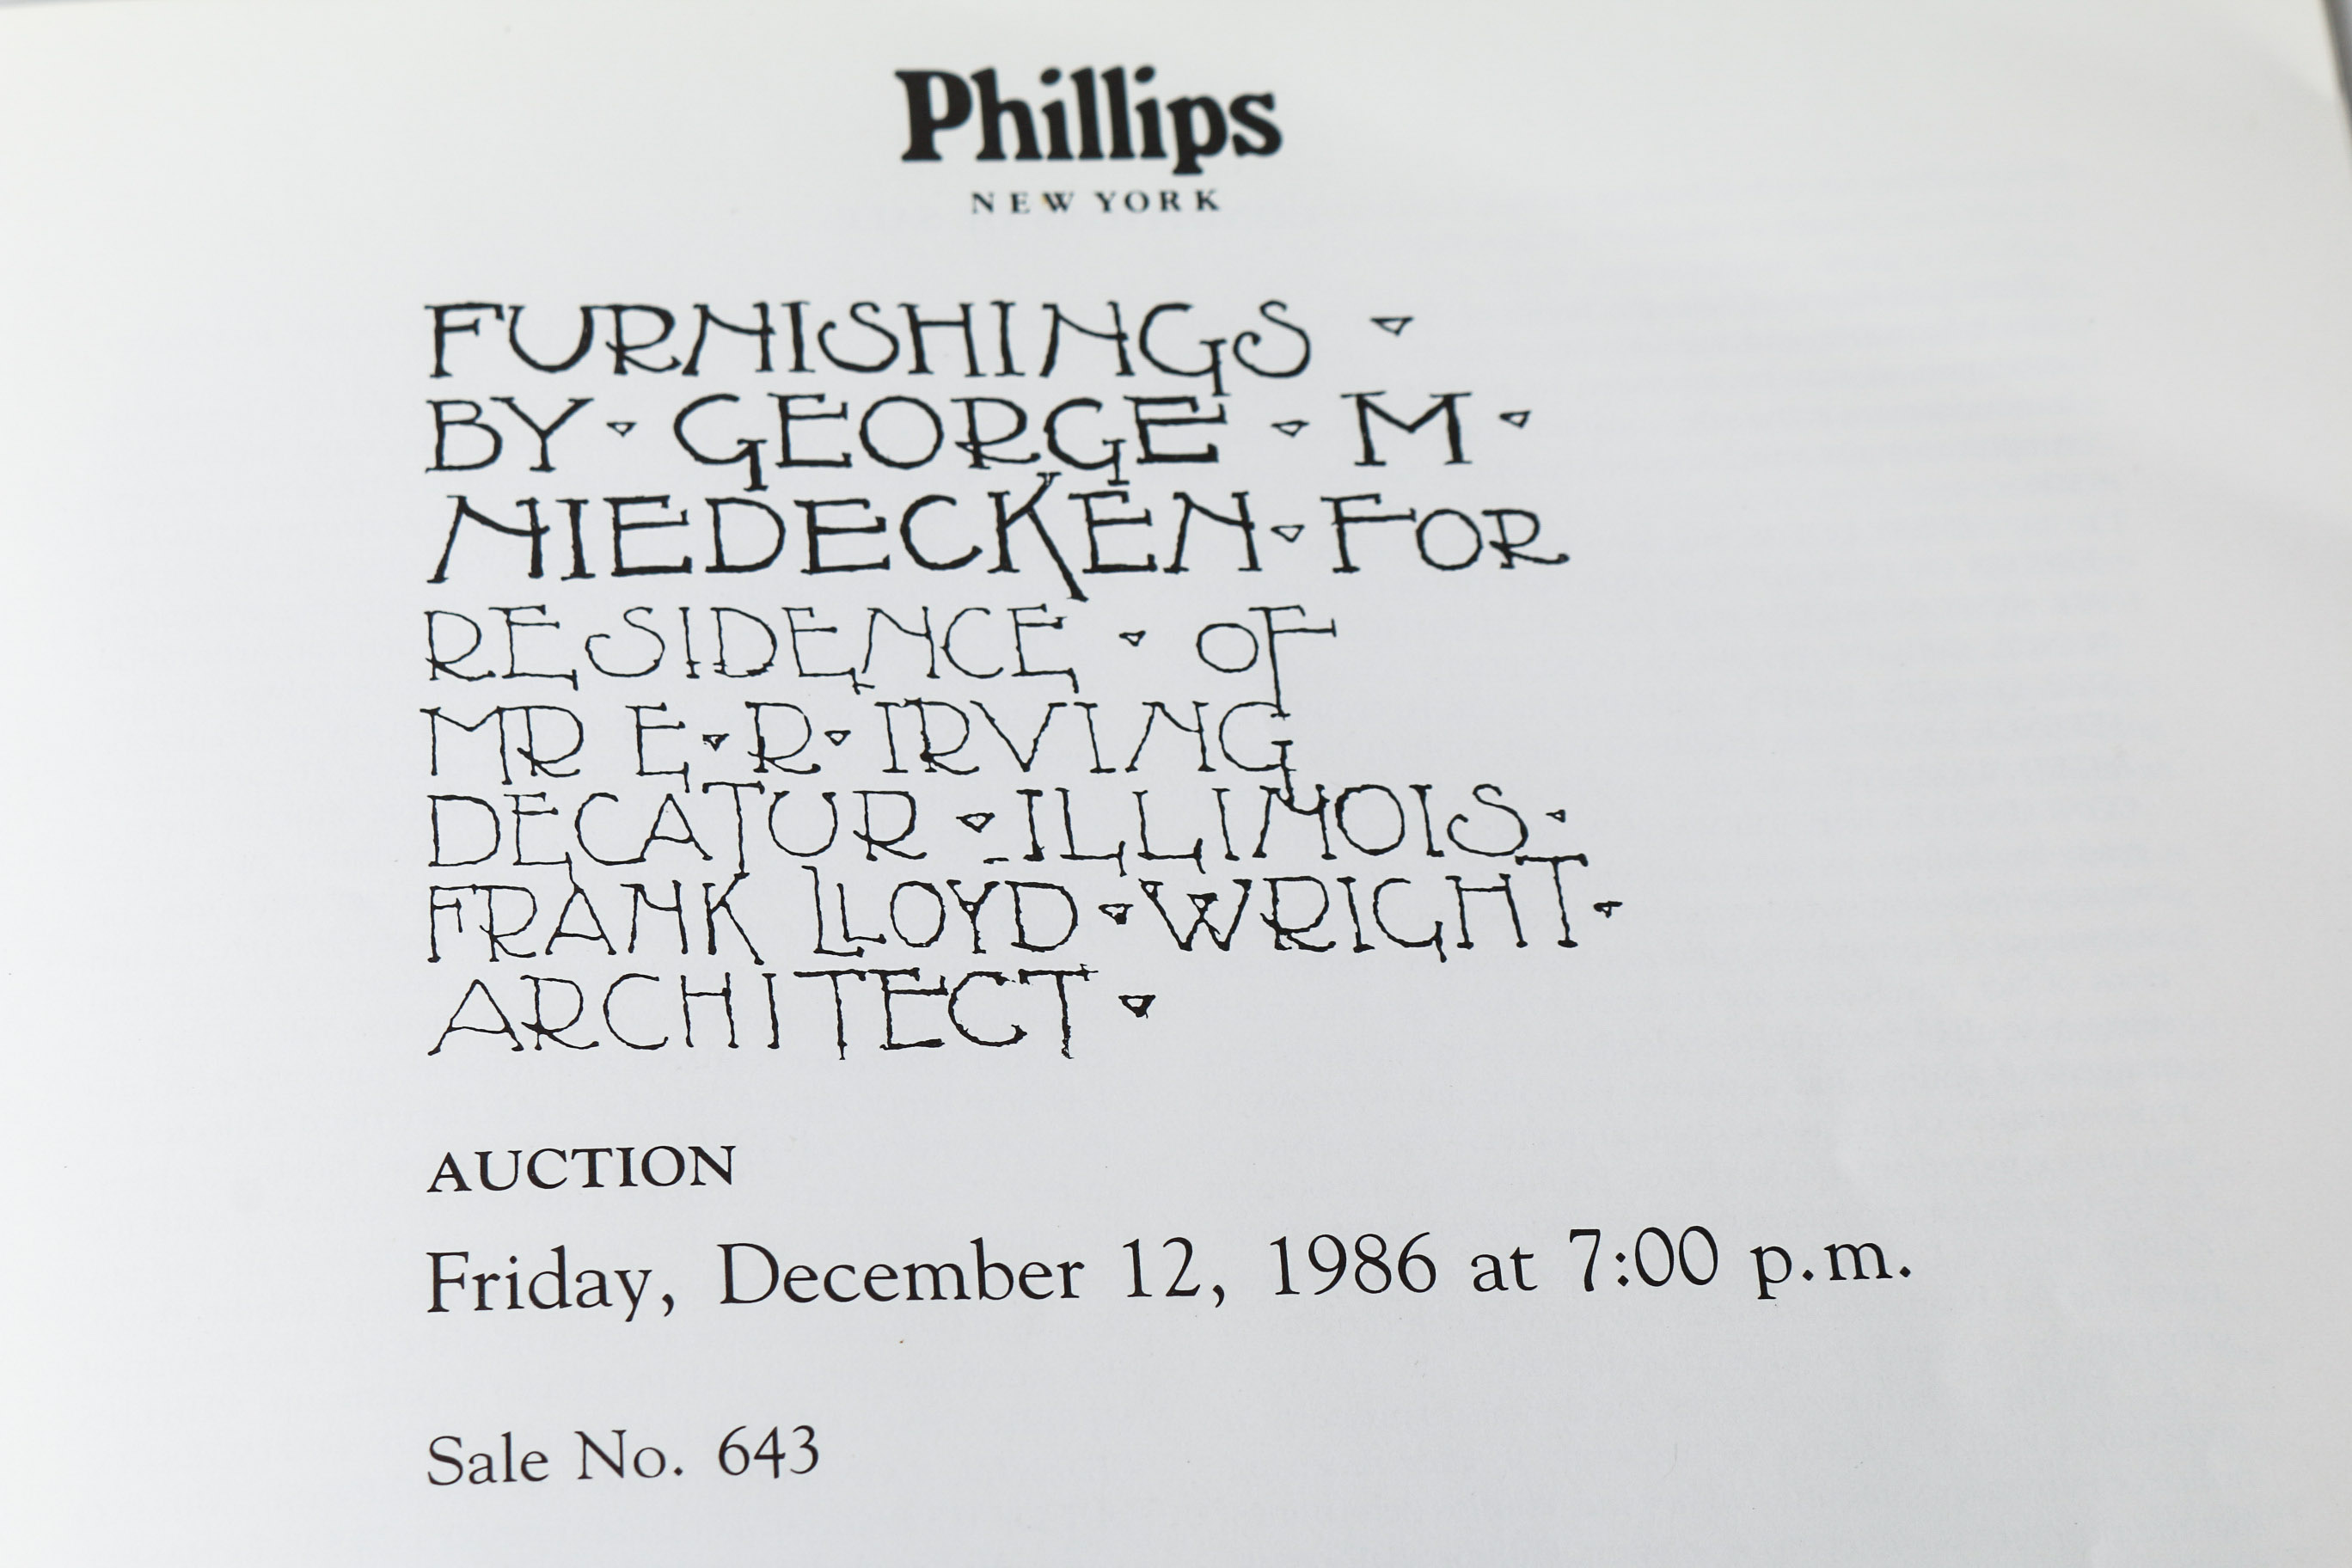 Phillips
NEW YORK
FURNISHINGS ▿
BY ▿ GEORGE ▿ M ▿
NIEDECKEN ▿ FOR
RESIDENCE ▿ OF
MR E ▿ R ▿ IRVING
DECATUR ▿ ILLINOIS ▿
FRANK LLOYD ▿ WRIGHT ▿
ARCHITECT ▿
AUCTION
Friday, December 12, 1986 at 7:00 p.m.
Sale No. 643